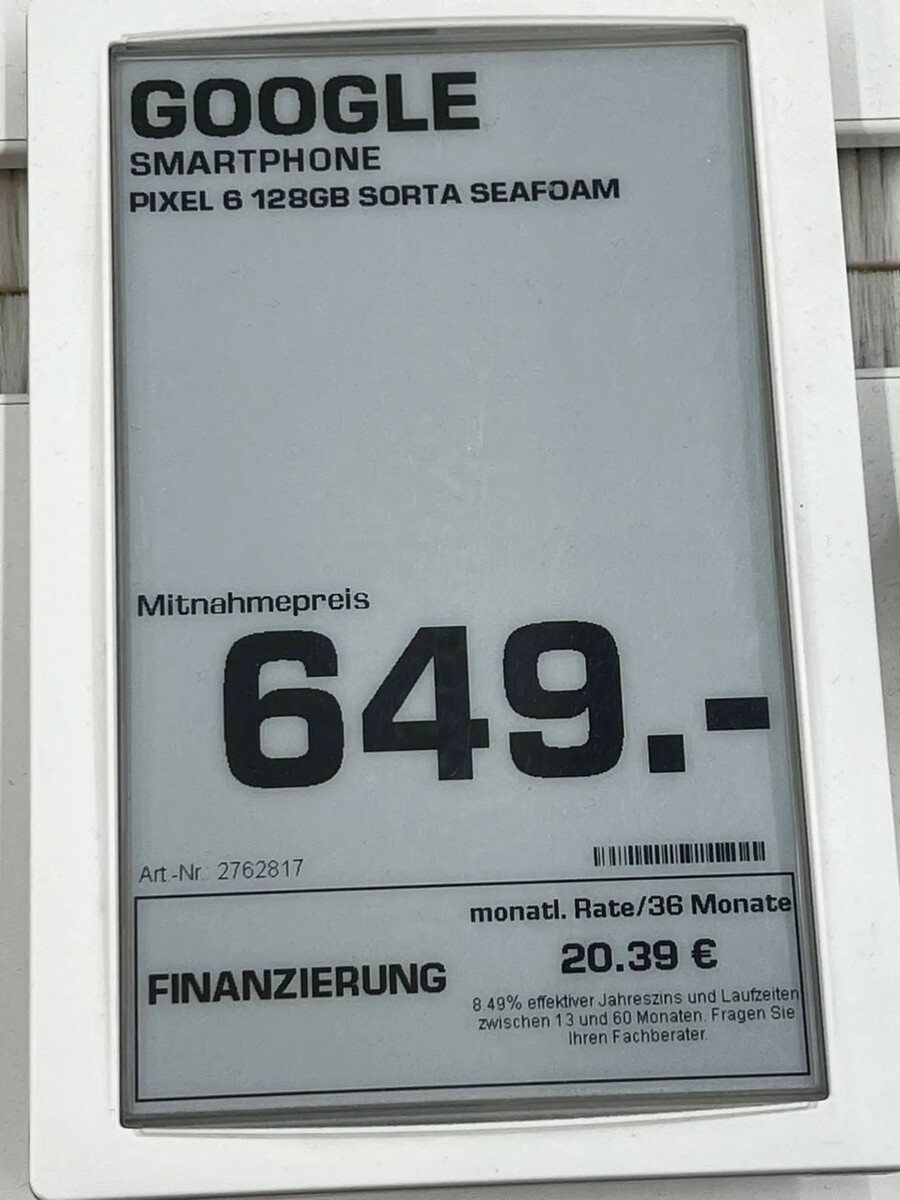 GOOGLE
SMARTPHONE
PIXEL 6 128GB SORTA SEAFOAM
Mitnahmepreis
649.-
Art.-Nr.: 2762817
monatl. Rate/36 Monate
20.39 €
FINANZIERUNG
8.49% effektiver Jahreszins und Laufzeiten
zwischen 13 und 60 Monaten. Fragen Sie
Ihren Fachberater.